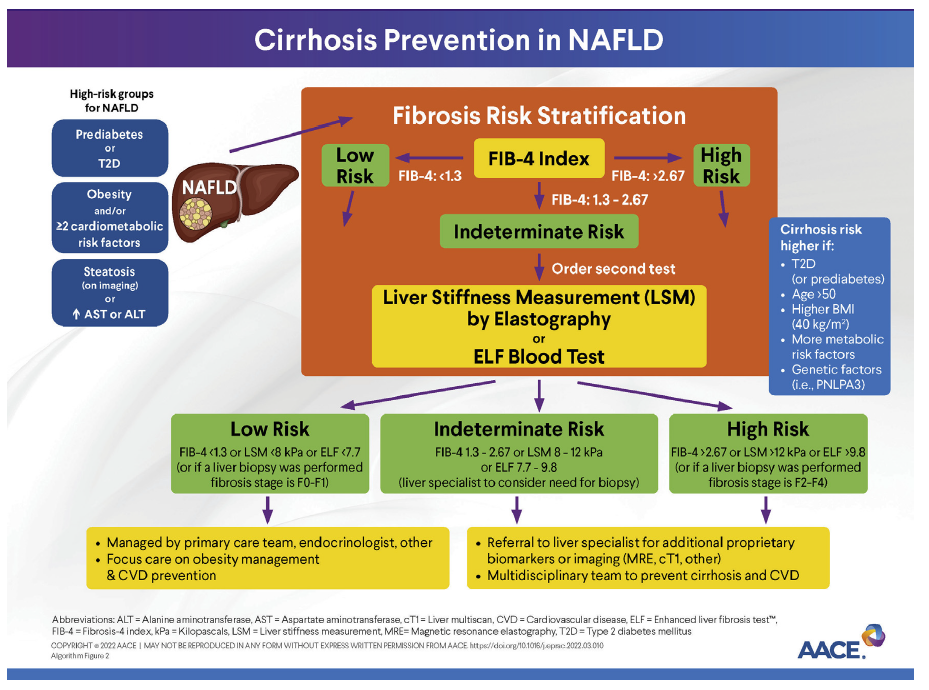 Cirrhosis Prevention in NAFLD
High-risk groups
for NAFLD
Prediabetes
or
T2D
Obesity
and/or
≥2 cardiometabolic
risk factors
Steatosis
(on imaging)
or
↑ AST or ALT
NAFLD
Fibrosis Risk Stratification
Low
Risk
FIB-4: <1.3
FIB-4 Index
FIB-4: >2.67
High
Risk
FIB-4: 1.3 - 2.67
Indeterminate Risk
Order second test
Liver Stiffness Measurement (LSM)
by Elastography
or
ELF Blood Test
Cirrhosis risk
higher if:
• T2D
(or prediabetes)
• Age >50
• Higher BMI
(40 kg/m²)
• More metabolic
risk factors
• Genetic factors
(i.e., PNLPA3)
Low Risk
FIB-4 <1.3 or LSM <8 kPa or ELF <7.7
(or if a liver biopsy was performed
fibrosis stage is F0-F1)
Indeterminate Risk
FIB-4 1.3 - 2.67 or LSM 8 - 12 kPa
or ELF 7.7 - 9.8
(liver specialist to consider need for biopsy)
High Risk
FIB-4 >2.67 or LSM >12 kPa or ELF >9.8
(or if a liver biopsy was performed
fibrosis stage is F2-F4)
• Managed by primary care team, endocrinologist, other
• Focus care on obesity management
& CVD prevention
• Referral to liver specialist for additional proprietary
biomarkers or imaging (MRE, cT1, other)
• Multidisciplinary team to prevent cirrhosis and CVD
Abbreviations: ALT = Alanine aminotransferase, AST = Aspartate aminotransferase, cT1 = Liver multiscan, CVD = Cardiovascular disease, ELF = Enhanced liver fibrosis test™,
FIB-4 = Fibrosis-4 index, kPa = Kilopascals, LSM = Liver stiffness measurement, MRE= Magnetic resonance elastography, T2D = Type 2 diabetes mellitus
COPYRIGHT © 2022 AACE | MAY NOT BE REPRODUCED IN ANY FORM WITHOUT EXPRESS WRITTEN PERMISSION FROM AACE. https://doi.org/10.1016/j.eprac.2022.03.010
Algorithm Figure 2
AACE.